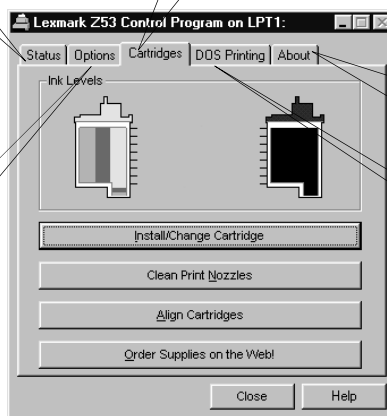 Lexmark Z53 Control Program on LPT1:
Status Options Cartridges DOS Printing About
Ink Levels
Install/Change Cartridge
Clean Print Nozzles
Align Cartridges
Order Supplies on the Web!
Close Help